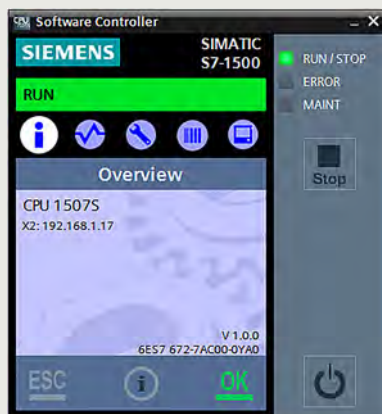 CPU Software Controller
SIEMENS
SIMATIC
S7-1500
RUN
RUN / STOP
ERROR
MAINT
Stop
Overview
CPU 1507S
X2: 192.168.1.17
V 1.0.0
6ES7 672-7AC00-0YA0
ESC
i
OK